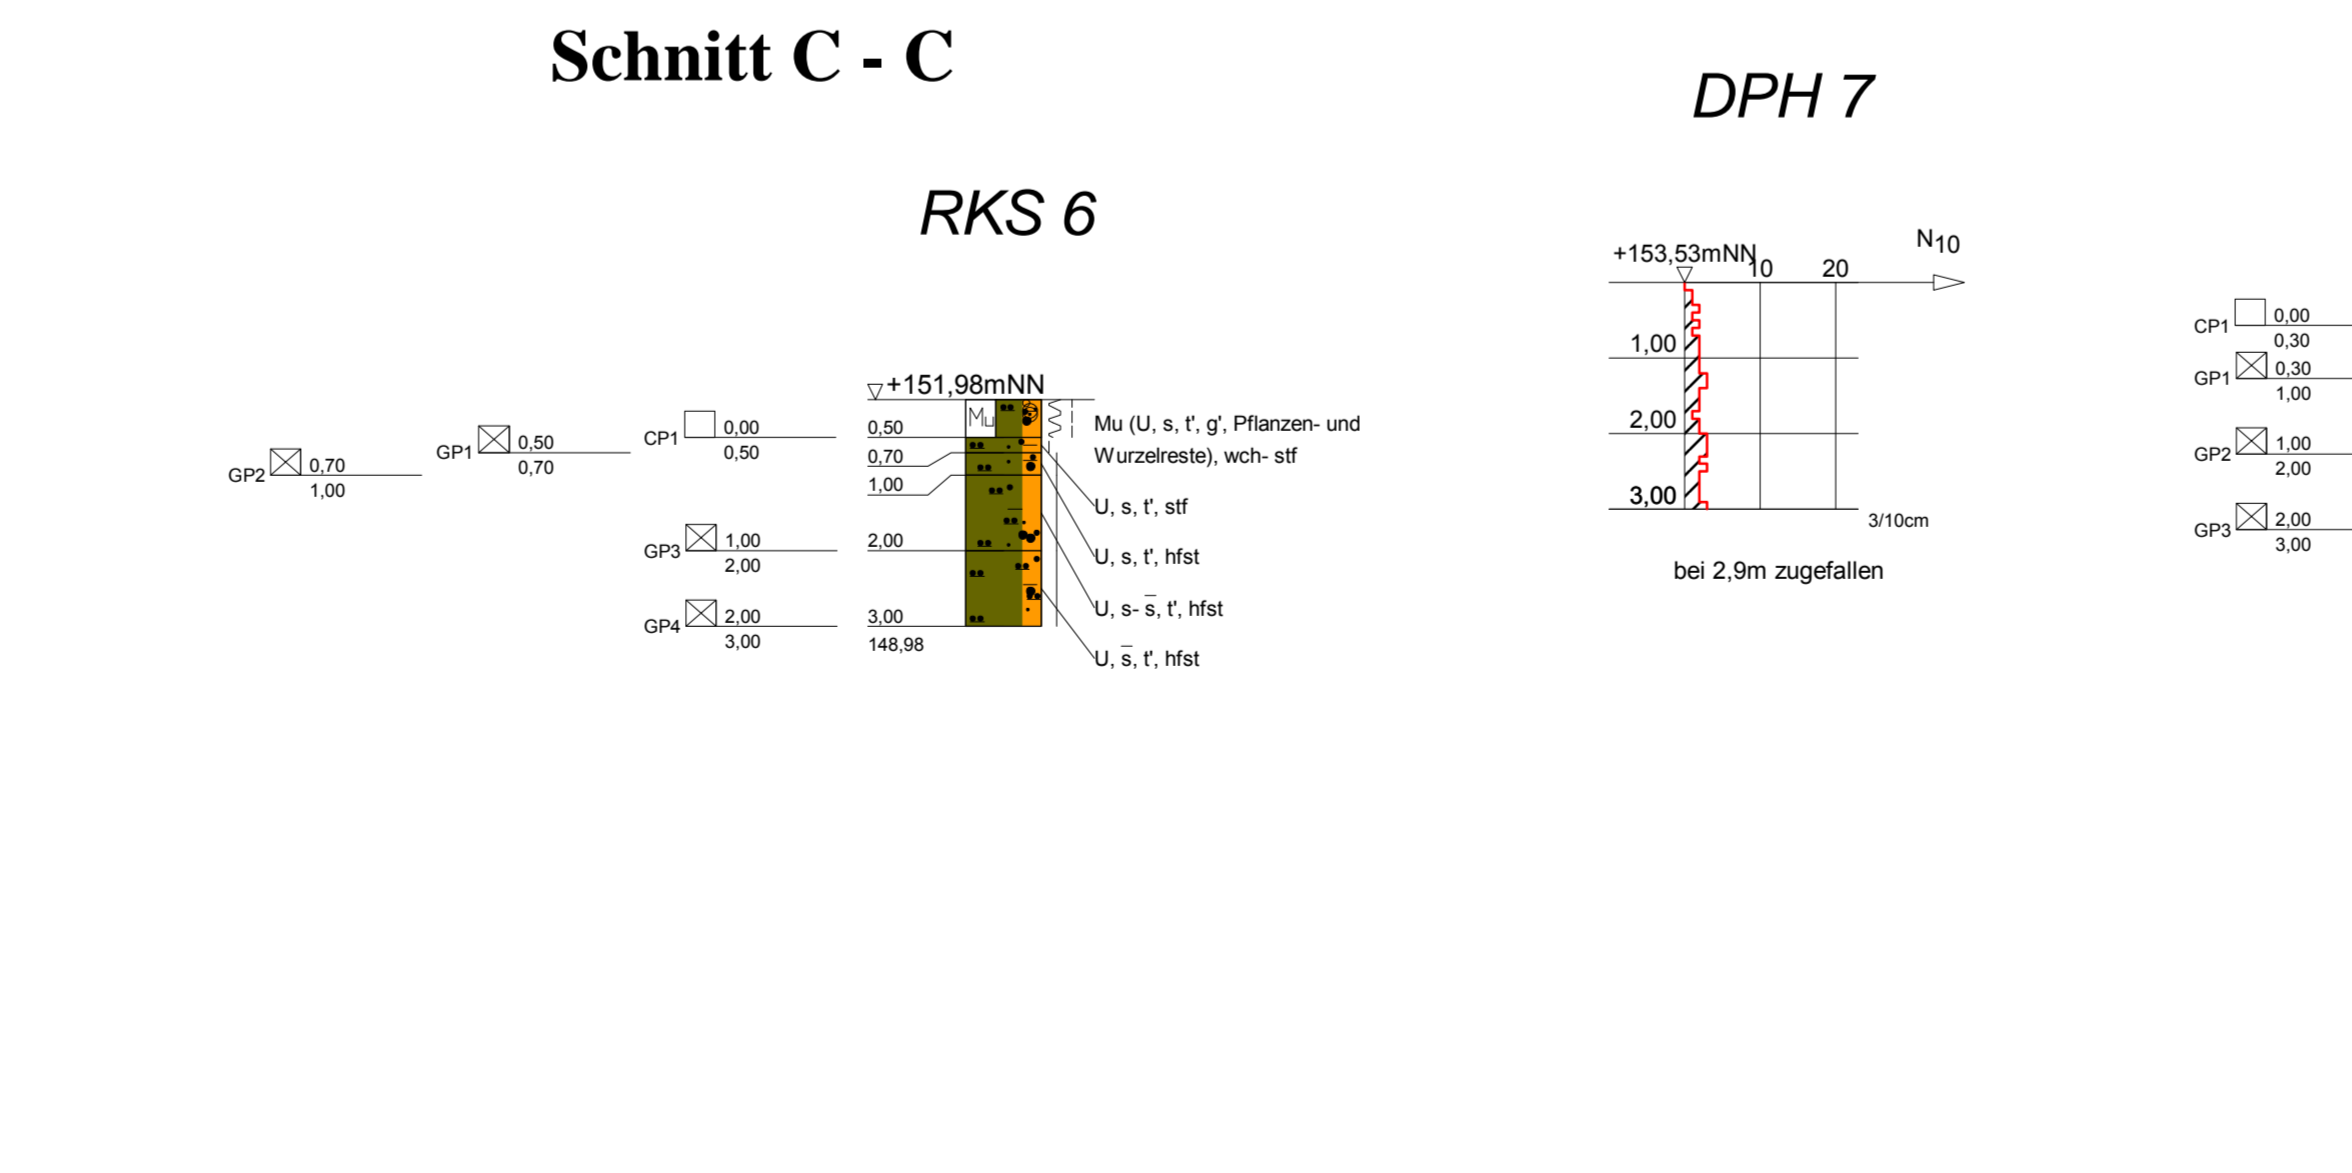 Schnitt C - C
DPH 7
RKS 6
+153,53mNN
10
20
N10
1,00
2,00
3,00
3/10cm
bei 2,9m zugefallen
+151,98mNN
0,50
0,70
1,00
2,00
3,00
148,98
Mu
Mu (U, s, t', g', Pflanzen- und
Wurzelreste), wch- stf
U, s, t', stf
U, s, t', hfst
U, s- s̅, t', hfst
U, s̅, t', hfst
GP2
0,70
1,00
GP1
0,50
0,70
CP1
0,00
0,50
GP3
1,00
2,00
GP4
2,00
3,00
CP1
0,00
0,30
GP1
0,30
1,00
GP2
1,00
2,00
GP3
2,00
3,00